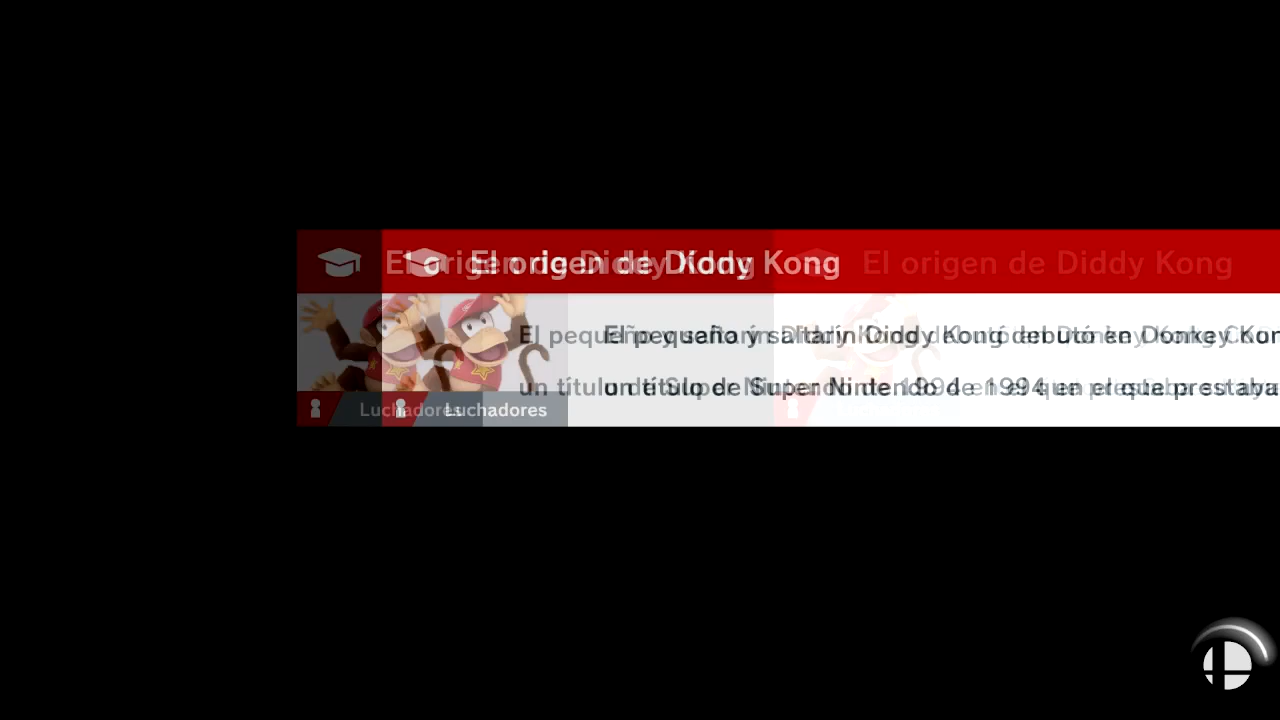 El origen de Diddy Kong
El pequeño y saltarín Diddy Kong debutó en Donkey
un título de Super Nintendo de 1994 en el que prestaba
Luchadores